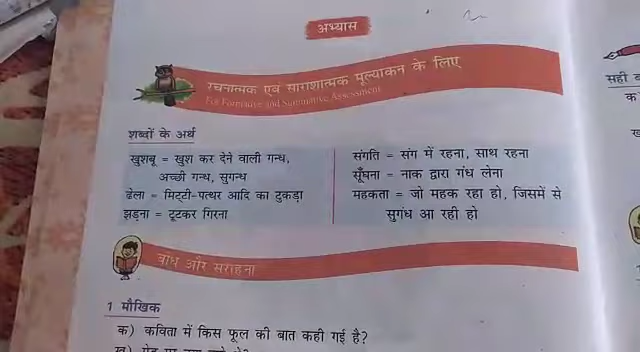 अभ्यास
रचनात्मक एवं सारांशात्मक मूल्यांकन के लिए
For Formative and Summative Assessment
शब्दों के अर्थ
खुशबू = खुश कर देने वाली गन्ध,
अच्छी गन्ध, सुगन्ध
ढेला = मिट्टी-पत्थर आदि का टुकड़ा
झड़ना = टूटकर गिरना
संगति = संग में रहना, साथ रहना
सूँघना = नाक द्वारा गंध लेना
महकता = जो महक रहा हो, जिसमें से
सुगंध आ रही हो
बोध और सराहना
1 मौखिक
क) कविता में किस फूल की बात कही गई है?
सही
क